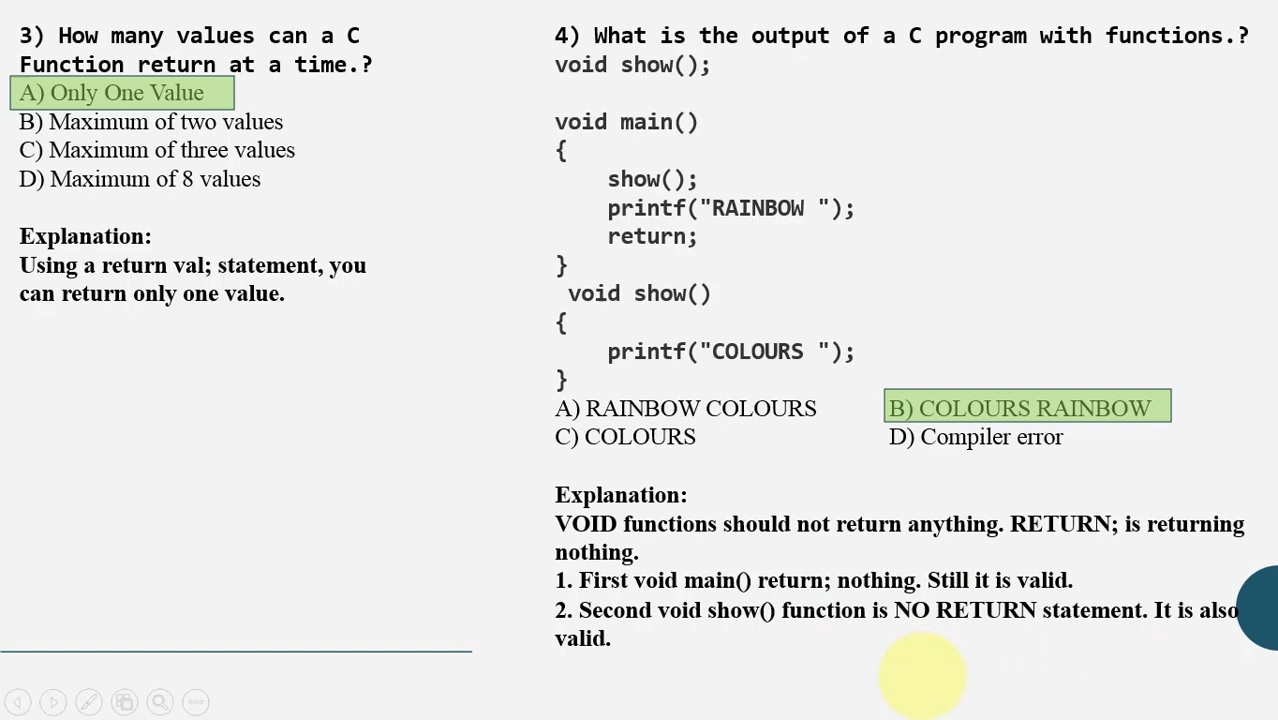 3) How many values can a C
Function return at a time.?
A) Only One Value
B) Maximum of two values
C) Maximum of three values
D) Maximum of 8 values
Explanation:
Using a return val; statement, you
can return only one value.
4) What is the output of a C program with functions.?
void show();
void main()
{
show();
printf("RAINBOW ");
return;
}
void show()
{
printf("COLOURS ");
}
A) RAINBOW COLOURS
B) COLOURS RAINBOW
C) COLOURS
D) Compiler error
Explanation:
VOID functions should not return anything. RETURN; is returning
nothing.
1. First void main() return; nothing. Still it is valid.
2. Second void show() function is NO RETURN statement. It is also
valid.